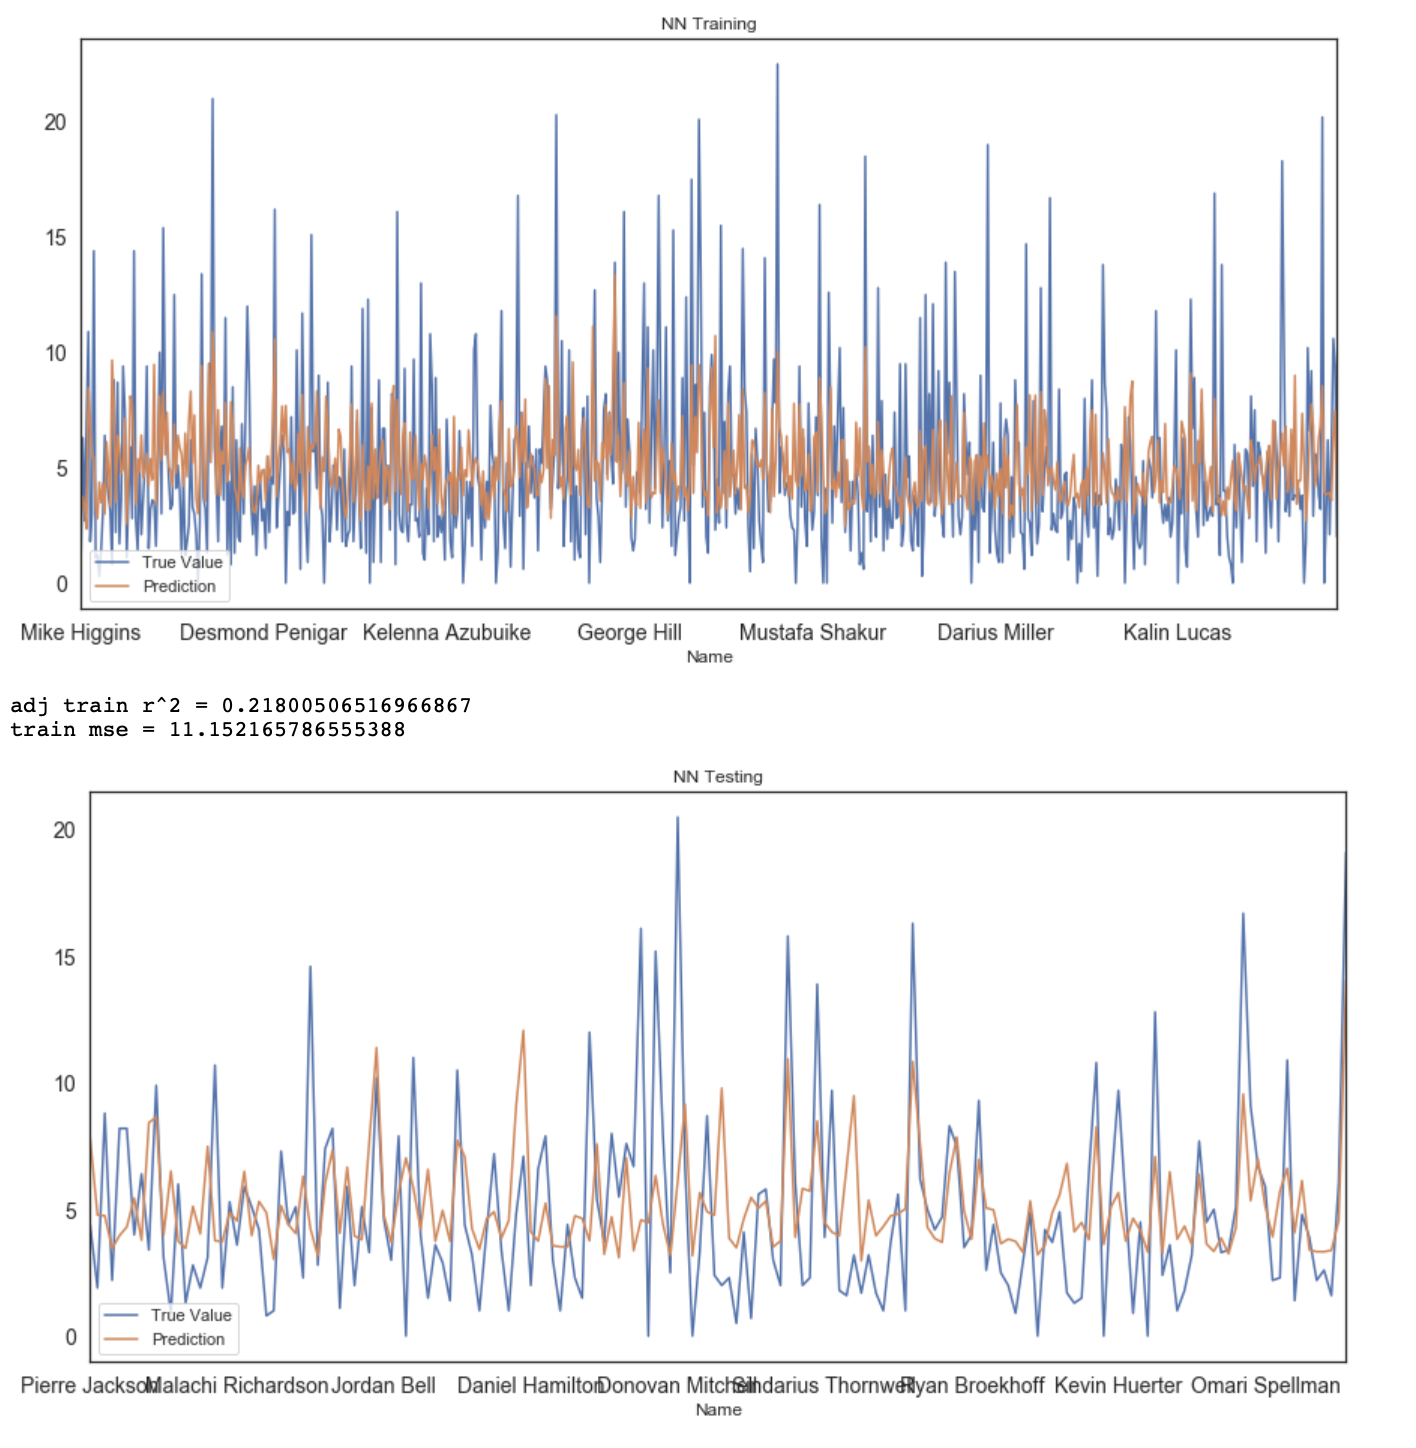 NN Training
20
15
10
5
0
True Value
Prediction
Mike Higgins Desmond Penigar Kelenna Azubuike George Hill Mustafa Shakur Darius Miller Kalin Lucas
Name
adj train r^2 = 0.21800506516966867
train mse = 11.152165786555388
NN Testing
20
15
10
5
0
True Value
Prediction
Pierre Jackson Malachi Richardson Jordan Bell Daniel Hamilton Donovan Mitchell Sindarius Thornwell Ryan Broekhoff Kevin Huerter Omari Spellman
Name